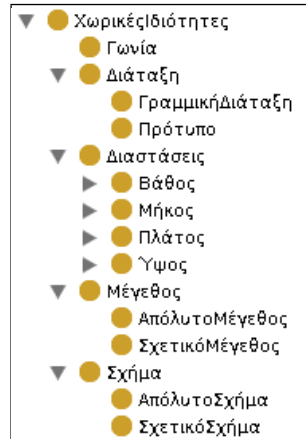 ΧωρικέςΙδιότητες
Γωνία
Διάταξη
ΓραμμικήΔιάταξη
Πρότυπο
Διαστάσεις
Βάθος
Μήκος
Πλάτος
Ύψος
Μέγεθος
ΑπόλυτοΜέγεθος
ΣχετικόΜέγεθος
Σχήμα
ΑπόλυτοΣχήμα
ΣχετικόΣχήμα